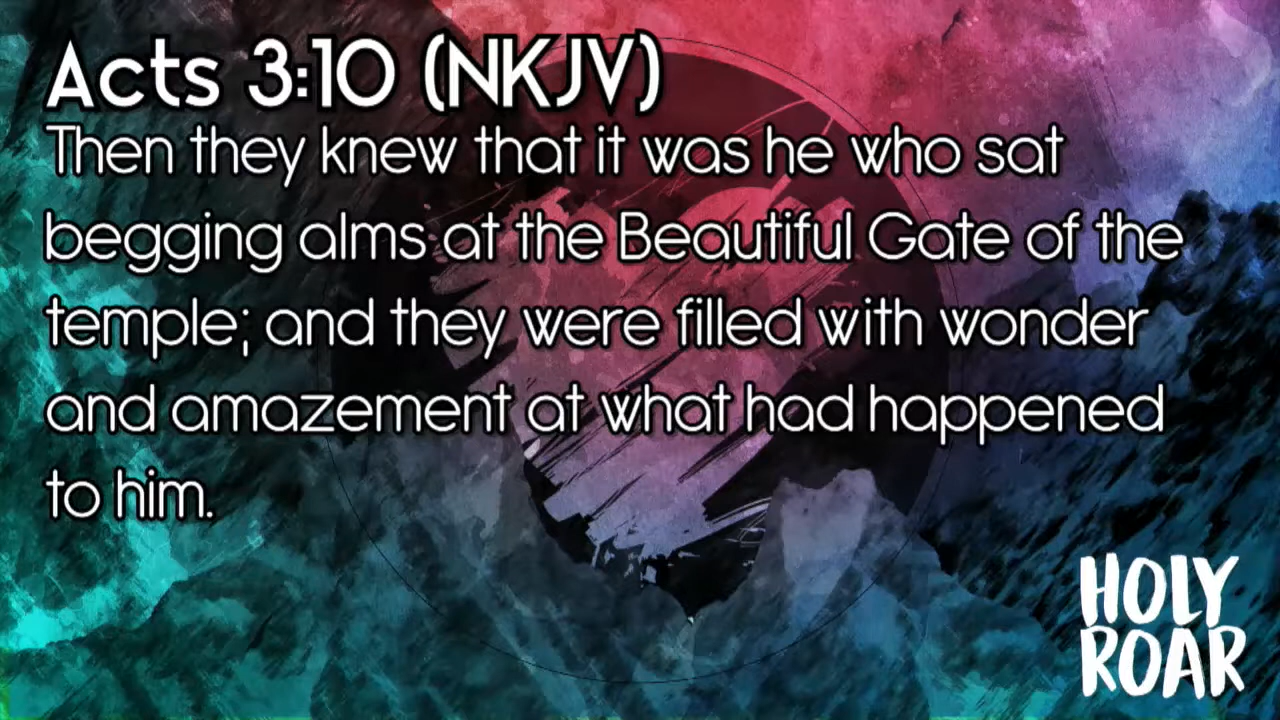 Acts 3:10 (NKJV)
Then they knew that it was he who sat
begging alms at the Beautiful Gate of the
temple; and they were filled with wonder
and amazement at what had happened
to him.
HOLY
ROAR